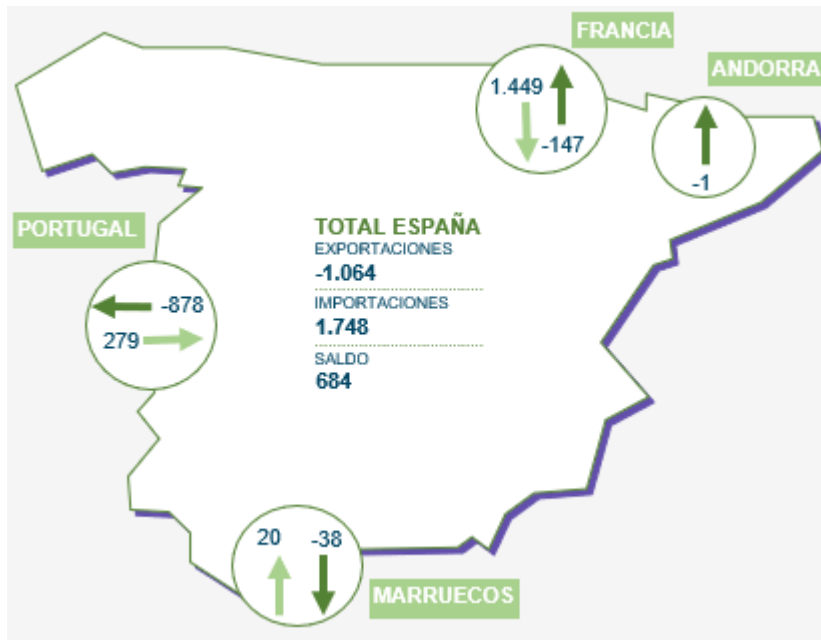 FRANCIA
1.449
-147
ANDORRA
-1
PORTUGAL
-878
279
TOTAL ESPAÑA
EXPORTACIONES
-1.064
IMPORTACIONES
1.748
SALDO
684
20 -38
MARRUECOS